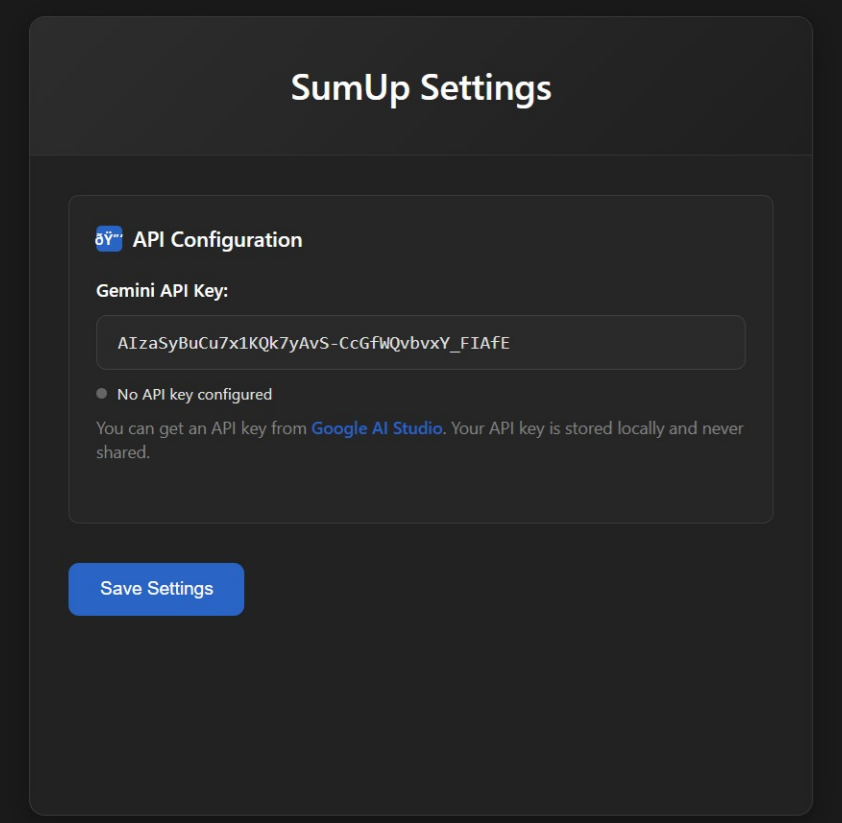 SumUp Settings
ðŸ”‘ API Configuration
Gemini API Key:
AIzaSyBuCu7x1KQk7yAvS-CcGfWQvbvxY_FIAfE
No API key configured
You can get an API key from Google AI Studio. Your API key is stored locally and never
shared.
Save Settings